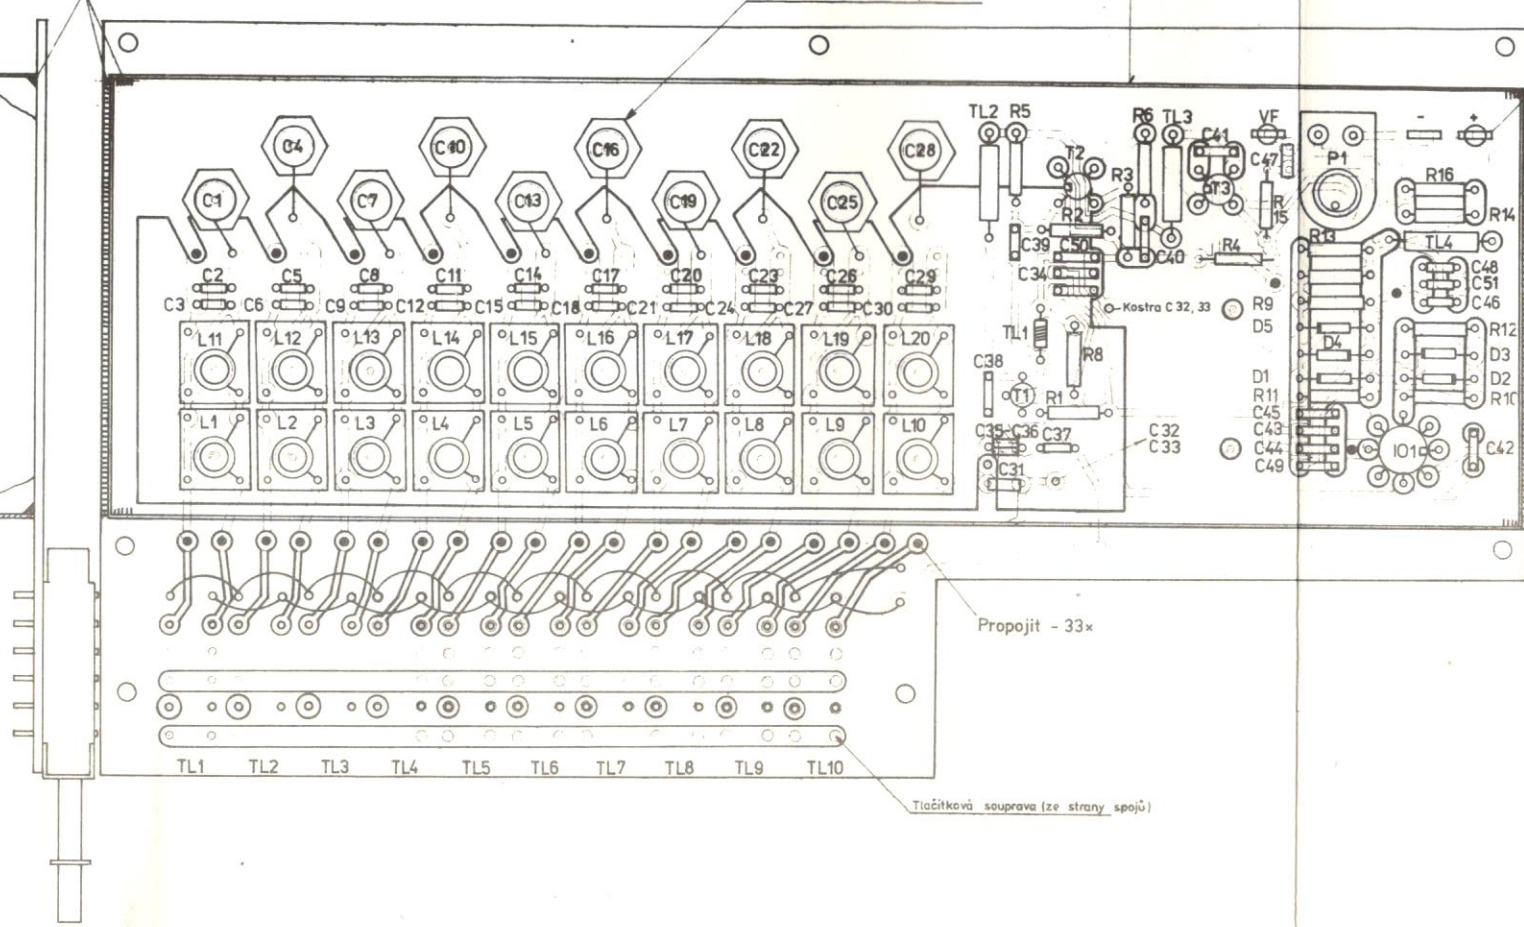 TL2 R5 R6 TL3 VF - +
C4 C10 C16 C22 C28 T2 C41 C47 P1
C1 C7 C13 C19 C25 R3 T3 R16
R2 R15 R14
C39 C50 C40 R4 R13 TL4
C2 C5 C8 C11 C14 C17 C20 C23 C26 C29 C34 C48
C51
C3 C6 C9 C12 C15 C18 C21 C24 C27 C30 Kostra C 32, 33 R9 C46
L11 L12 L13 L14 L15 L16 L17 L18 L19 L20 TL1 R8 D5 D4 R12
C38 D3
T1 R1 D1 D2
R11 R10
L1 L2 L3 L4 L5 L6 L7 L8 L9 L10 C35 C36 C37 C32 C45
C33 C43
C44 IO1 C42
C31 C49
Propojit - 33x
TL1 TL2 TL3 TL4 TL5 TL6 TL7 TL8 TL9 TL10
Tlačítková souprava (ze strany spojů)